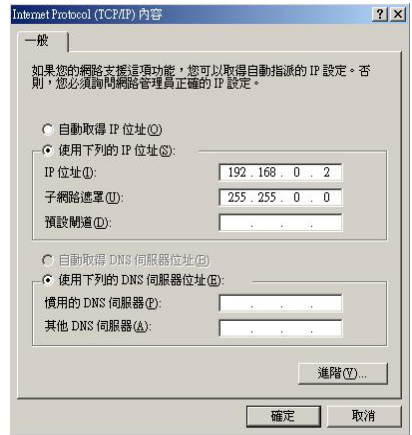 Internet Protocol (TCP/IP) 內容
一般
如果您的網路支援這項功能，您可以取得自動指派的 IP 設定。否
則，您必須詢問網路管理員正確的 IP 設定。
自動取得 IP 位址(O)
使用下列的 IP 位址(S):
IP 位址(I): 192 . 168 . 0 . 2
子網路遮罩(U): 255 . 255 . 0 . 0
預設閘道(D): . . .
自動取得 DNS 伺服器位址(B)
使用下列的 DNS 伺服器位址(E):
慣用的 DNS 伺服器(P): . . .
其他 DNS 伺服器(A): . . .
進階(V)...
確定 取消